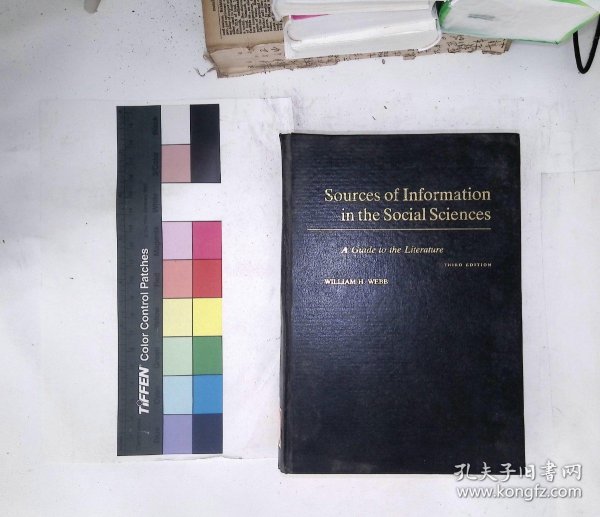 Sources of Information
in the Social Sciences
A Guide to the Literature
THIRD EDITION
WILLIAM H. WEBB
TIFFEN Color Control Patches
孔夫子旧书网
www.kongfz.com